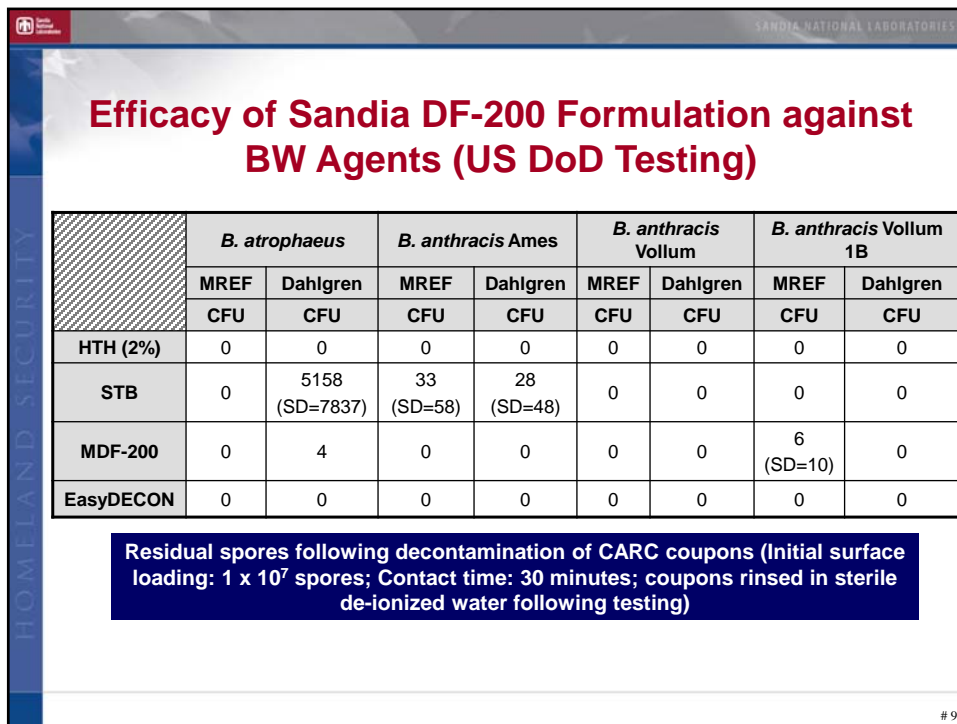 Sandia
National
Laboratories
SANDIA NATIONAL LABORATORIES
HOMELAND SECURITY
Efficacy of Sandia DF-200 Formulation against
BW Agents (US DoD Testing)
B. atrophaeus B. anthracis Ames B. anthracis Vollum B. anthracis Vollum 1B
MREF Dahlgren MREF Dahlgren MREF Dahlgren MREF Dahlgren
CFU CFU CFU CFU CFU CFU CFU CFU
HTH (2%) 0 0 0 0 0 0 0 0
STB 0 5158 (SD=7837) 33 (SD=58) 28 (SD=48) 0 0 0 0
MDF-200 0 4 0 0 0 0 6 (SD=10) 0
EasyDECON 0 0 0 0 0 0 0 0
Residual spores following decontamination of CARC coupons (Initial surface
loading: 1 x 10⁷ spores; Contact time: 30 minutes; coupons rinsed in sterile
de-ionized water following testing)
# 9